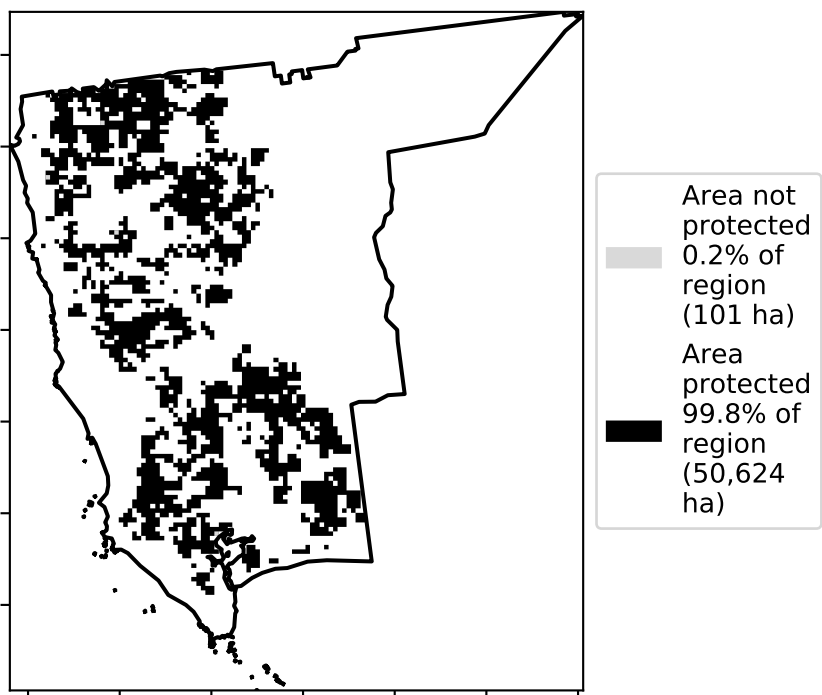 Area not
protected
0.2% of
region
(101 ha)
Area
protected
99.8% of
region
(50,624
ha)